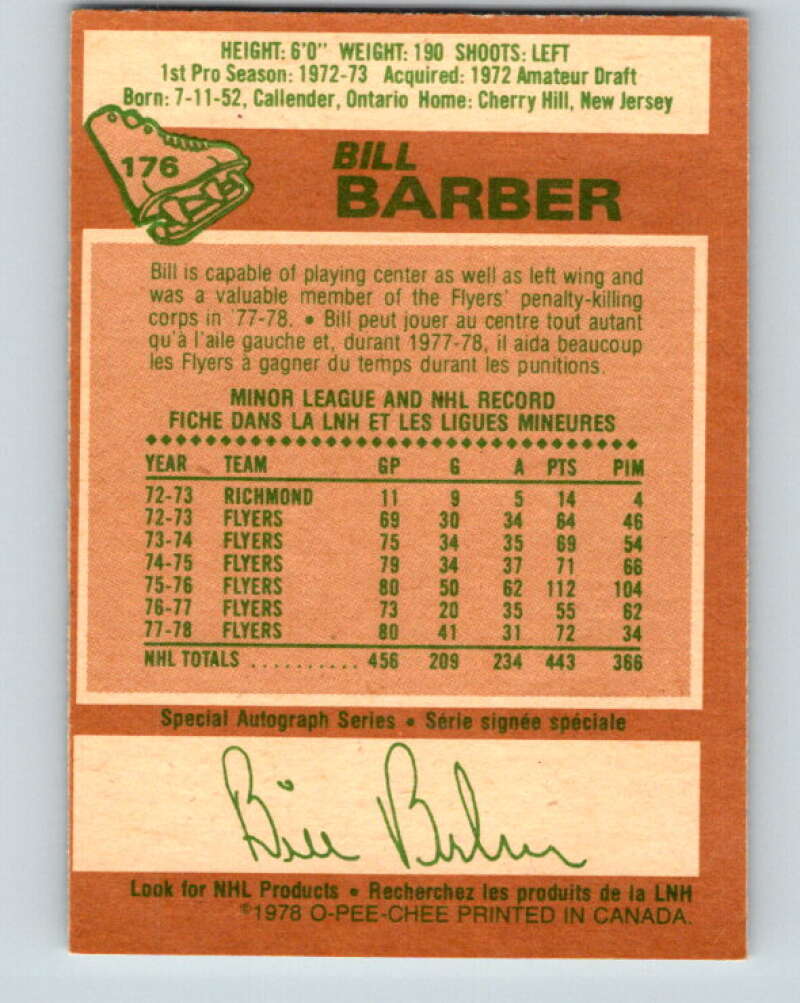 HEIGHT: 6'0" WEIGHT: 190 SHOOTS: LEFT
1st Pro Season: 1972-73 Acquired: 1972 Amateur Draft
Born: 7-11-52, Callender, Ontario Home: Cherry Hill, New Jersey
176
BILL
BARBER
Bill is capable of playing center as well as left wing and
was a valuable member of the Flyers' penalty-killing
corps in '77-78. • Bill peut jouer au centre tout autant
qu'à l'aile gauche et, durant 1977-78, il aida beaucoup
les Flyers à gagner du temps durant les punitions.
MINOR LEAGUE AND NHL RECORD
FICHE DANS LA LNH ET LES LIGUES MINEURES
YEAR TEAM GP G A PTS PIM
72-73 RICHMOND 11 9 5 14 4
72-73 FLYERS 69 30 34 64 46
73-74 FLYERS 75 34 35 69 54
74-75 FLYERS 79 34 37 71 66
75-76 FLYERS 80 50 62 112 104
76-77 FLYERS 73 20 35 55 62
77-78 FLYERS 80 41 31 72 34
NHL TOTALS .......... 456 209 234 443 366
Special Autograph Series • Série signée spéciale
Bill Barber
Look for NHL Products • Recherchez les produits de la LNH
©1978 O-PEE-CHEE PRINTED IN CANADA.